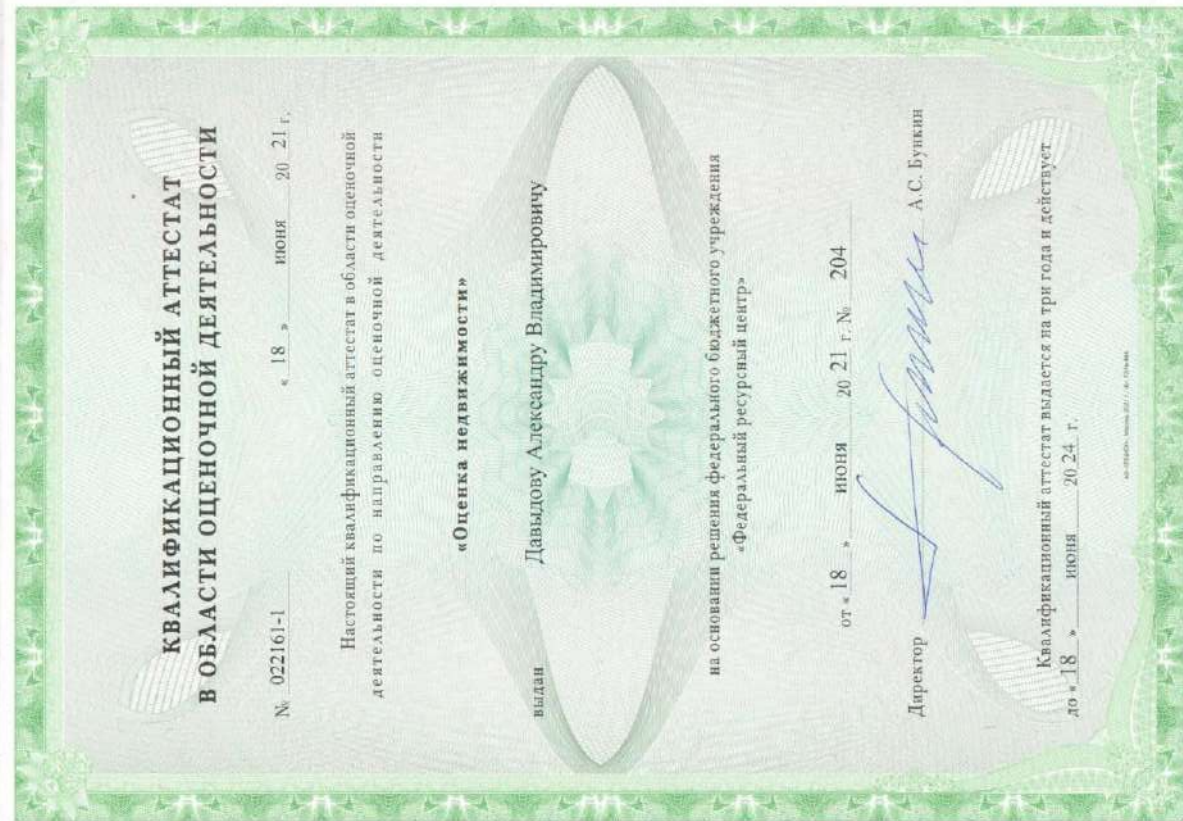 КВАЛИФИКАЦИОННЫЙ АТТЕСТАТ
В ОБЛАСТИ ОЦЕНОЧНОЙ ДЕЯТЕЛЬНОСТИ
№ 022161-1 « 18 » июня 20 21 г.
Настоящий квалификационный аттестат в области оценочной
деятельности по направлению оценочной деятельности
«Оценка недвижимости»
выдан Давыдову Александру Владимировичу
на основании решения федерального бюджетного учреждения
«Федеральный ресурсный центр»
от « 18 » июня 20 21 г. № 204
Директор А.С. Бункин
Квалификационный аттестат выдается на три года и действует
до « 18 » июня 20 24 г.